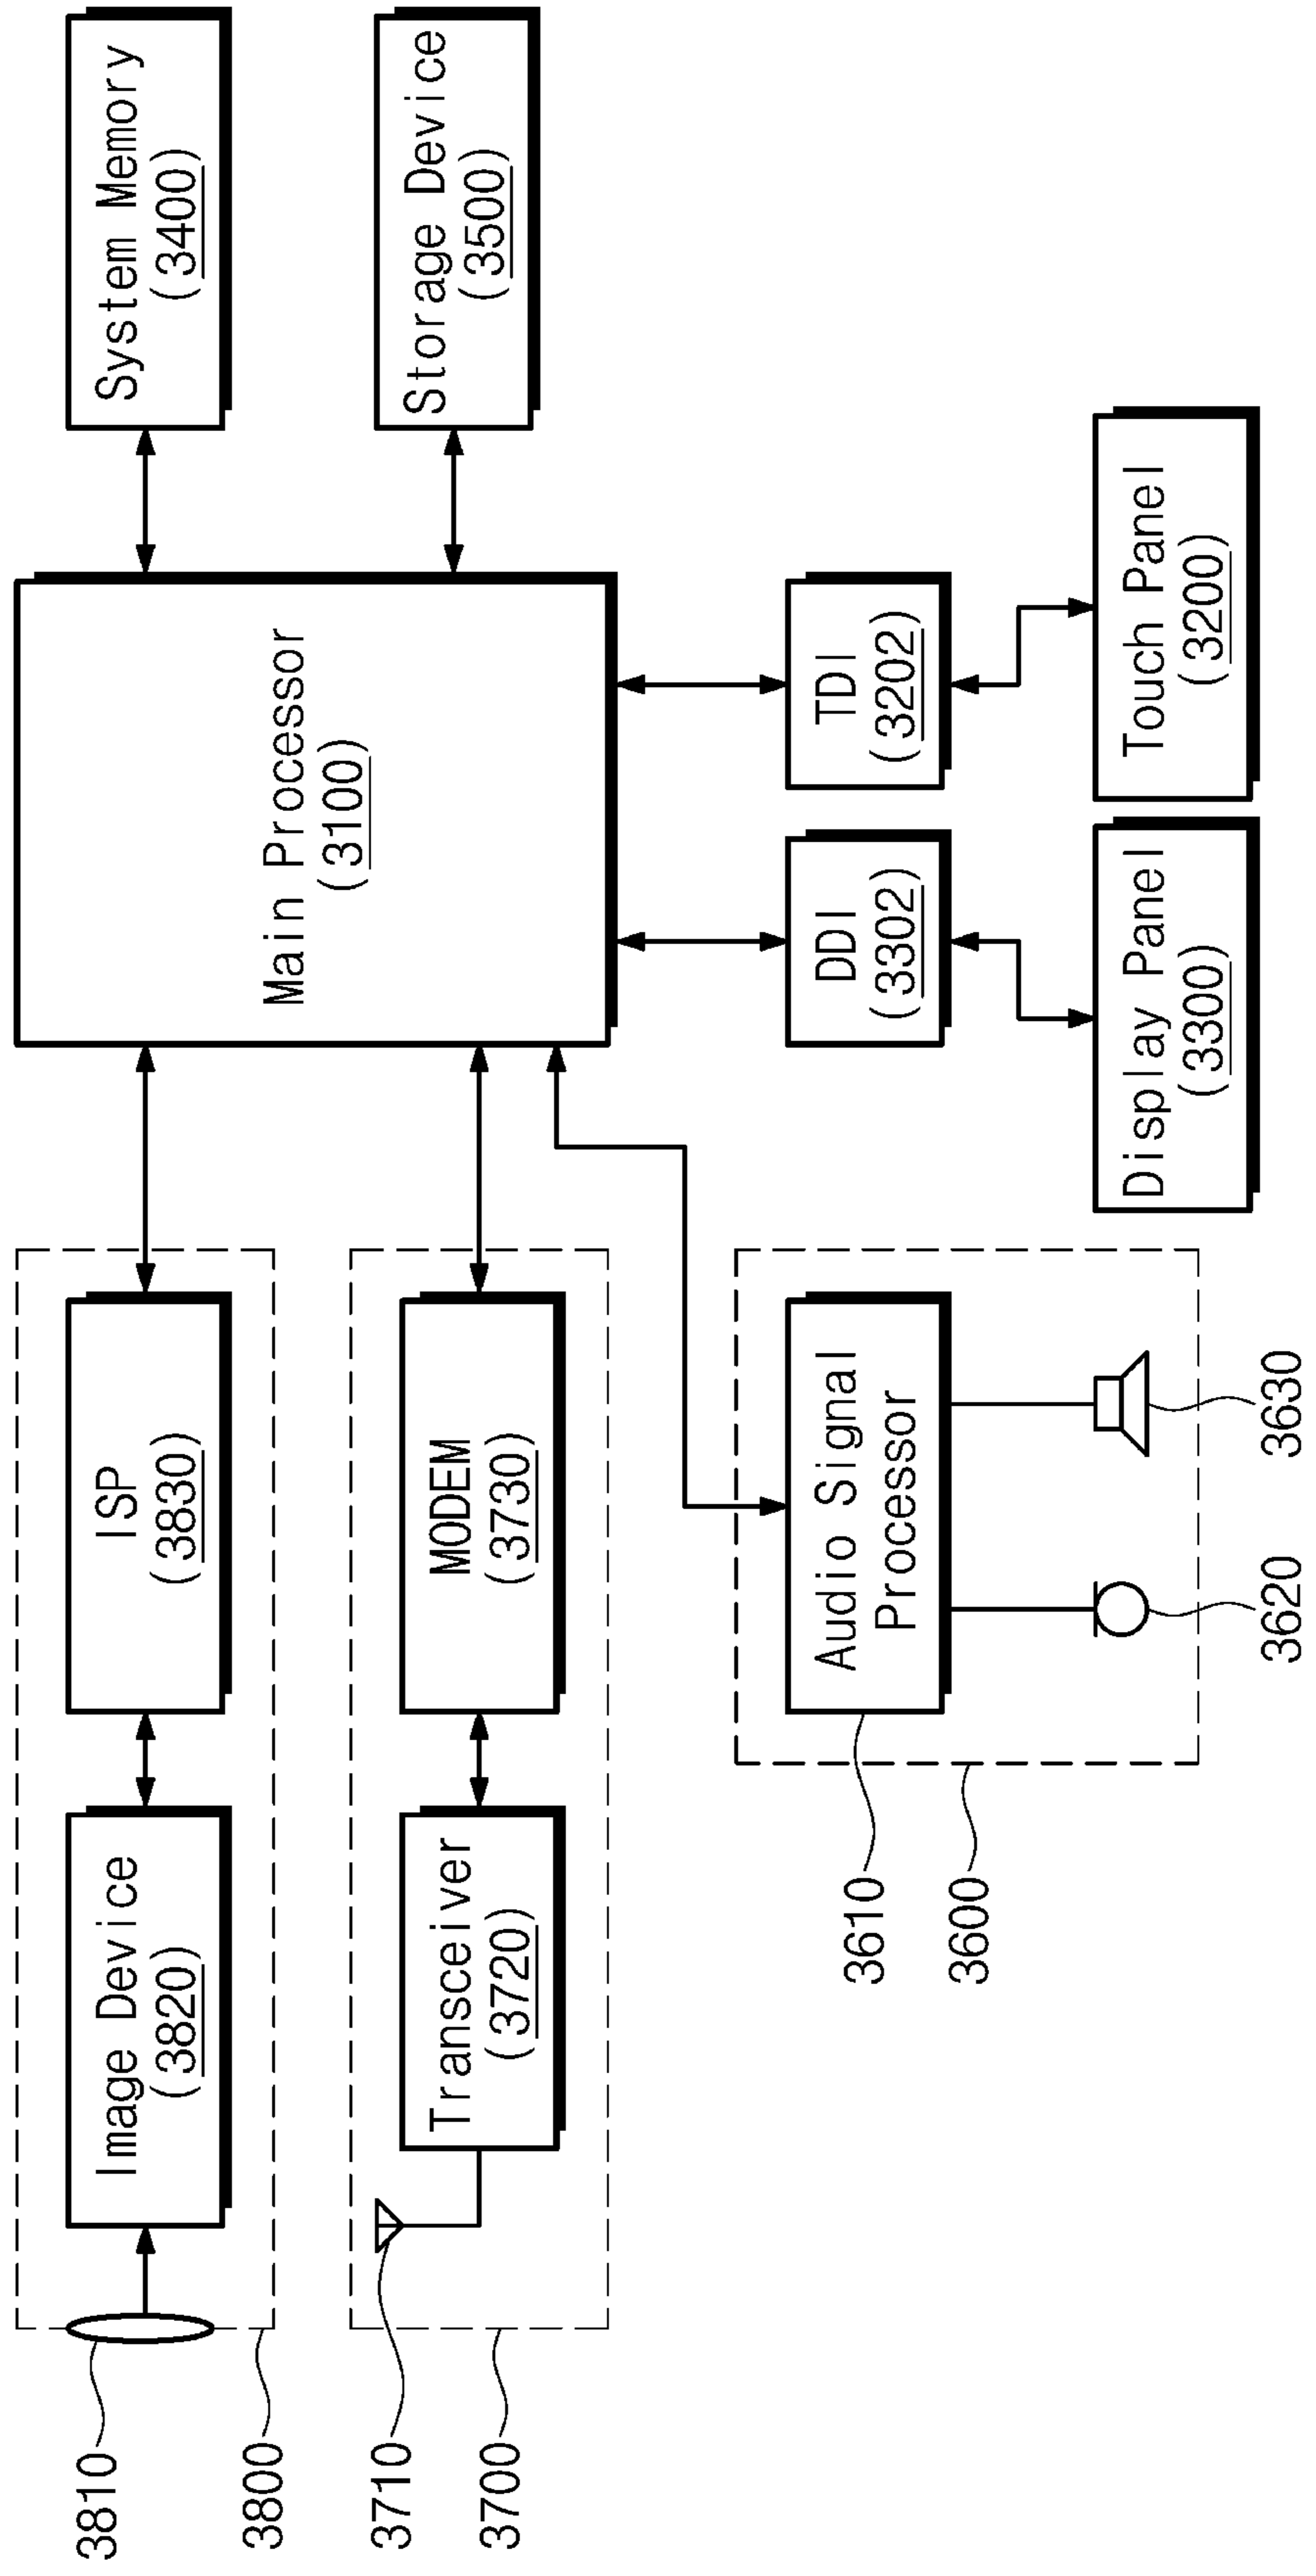 3810
3800
Image Device
(3820)
ISP
(3830)
Main Processor
(3100)
System Memory
(3400)
3710
3700
Transceiver
(3720)
MODEM
(3730)
Storage Device
(3500)
3610
3600
Audio Signal
Processor
DDI
(3302)
TDI
(3202)
Display Panel
(3300)
Touch Panel
(3200)
3620
3630